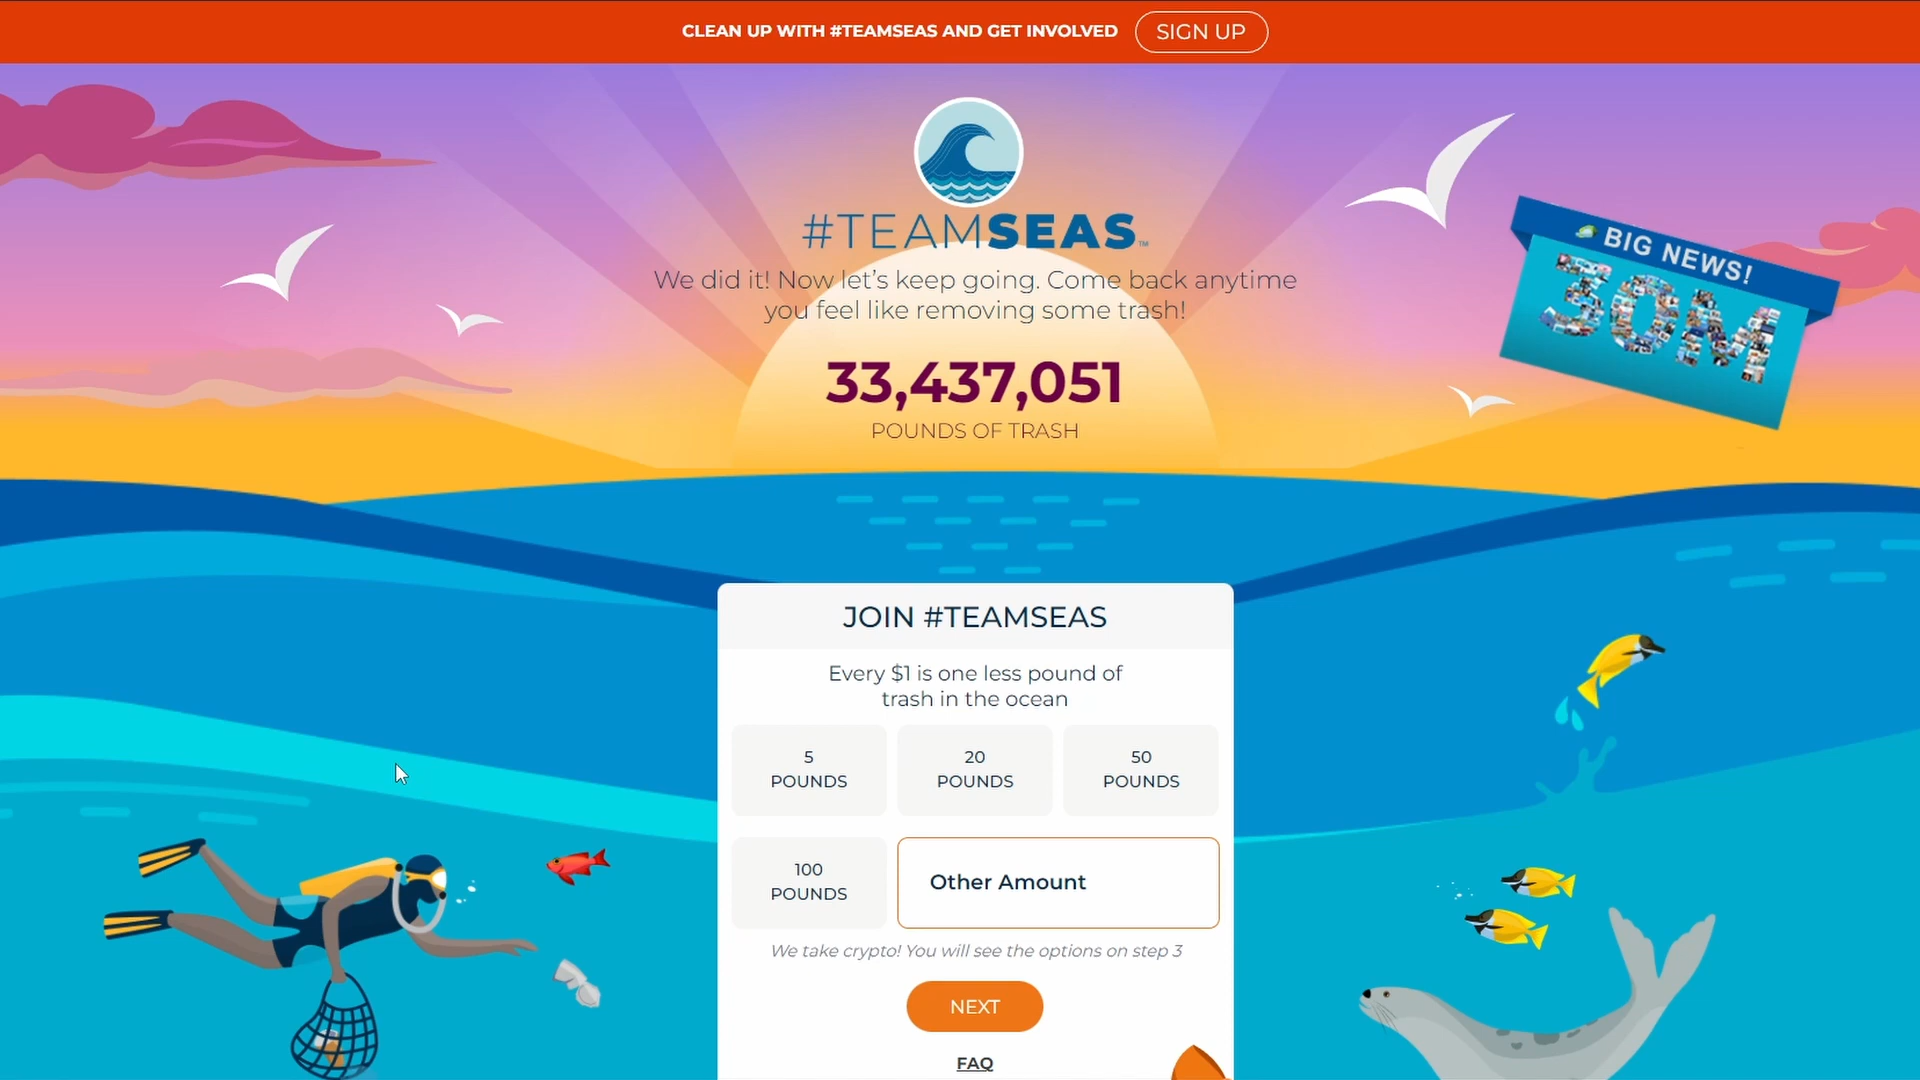 CLEAN UP WITH #TEAMSEAS AND GET INVOLVED
SIGN UP
#TEAMSEAS™
We did it! Now let’s keep going. Come back anytime
you feel like removing some trash!
33,437,051
POUNDS OF TRASH
BIG NEWS!
30M
JOIN #TEAMSEAS
Every $1 is one less pound of
trash in the ocean
5
POUNDS
20
POUNDS
50
POUNDS
100
POUNDS
Other Amount
We take crypto! You will see the options on step 3
NEXT
FAQ